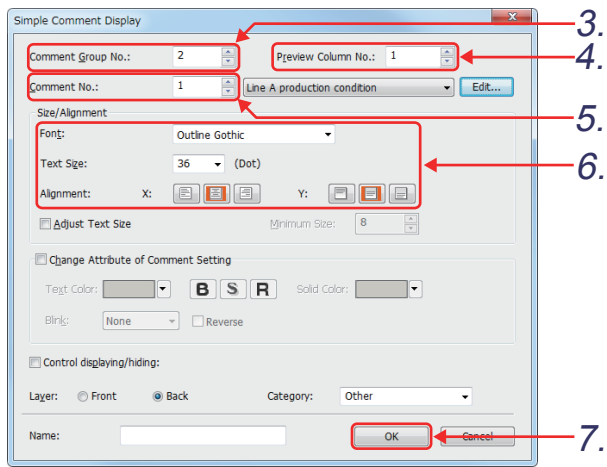 Simple Comment Display
3.
Comment Group No.: 2 Preview Column No.: 1
4.
Comment No.: 1 Line A production condition Edit...
5.
Size/Alignment
Font: Outline Gothic
6.
Text Size: 36 (Dot)
Alignment: X: Y:
Adjust Text Size Minimum Size: 8
Change Attribute of Comment Setting
Text Color: B S R Solid Color:
Blink: None Reverse
Control displaying/hiding:
Layer: Front Back Category: Other
Name: OK Cancel
7.